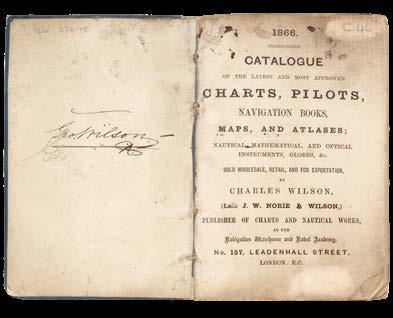 Geo Wilson
1866.
CATALOGUE
OF THE LATEST AND MOST APPROVED
CHARTS, PILOTS,
NAVIGATION BOOKS,
MAPS, AND ATLASES;
NAUTICAL, MATHEMATICAL, AND OPTICAL
INSTRUMENTS, GLOBES, &c.
SOLD WHOLESALE, RETAIL, AND FOR EXPORTATION,
BY
CHARLES WILSON,
(Late J. W. NORIE & WILSON,)
PUBLISHER OF CHARTS AND NAUTICAL WORKS,
AT THE
Navigation Warehouse and Naval Academy,
No. 157, LEADENHALL STREET,
LONDON. E.C.